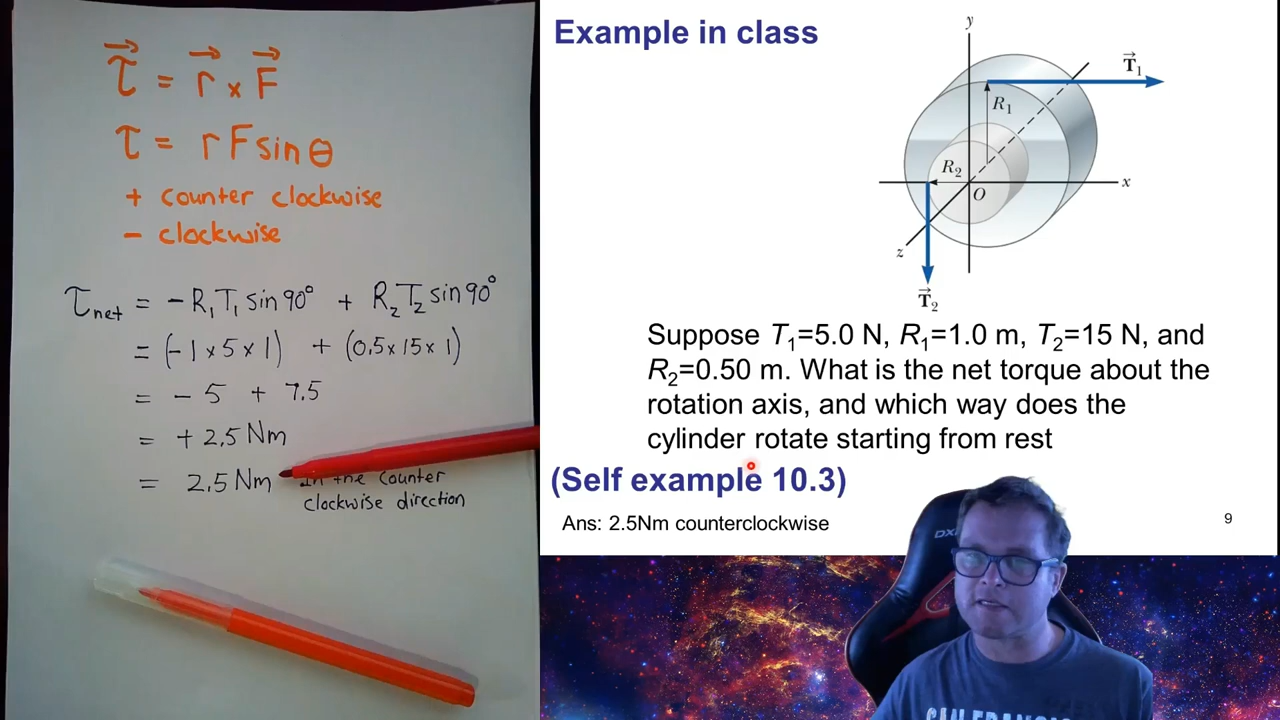 τ = r × F
τ = r F sin θ
+ counter clockwise
- clockwise
τnet = - R1T1 sin 90° + R2T2 sin 90°
= (-1 x 5 x 1) + (0.5 x 15 x 1)
= - 5 + 7.5
= + 2.5 Nm
= 2.5 Nm in the counter
clockwise direction
Example in class
y
T1
R1
R2
x
O
z
T2
Suppose T1=5.0 N, R1=1.0 m, T2=15 N, and
R2=0.50 m. What is the net torque about the
rotation axis, and which way does the
cylinder rotate starting from rest
(Self example 10.3)
Ans: 2.5Nm counterclockwise
9